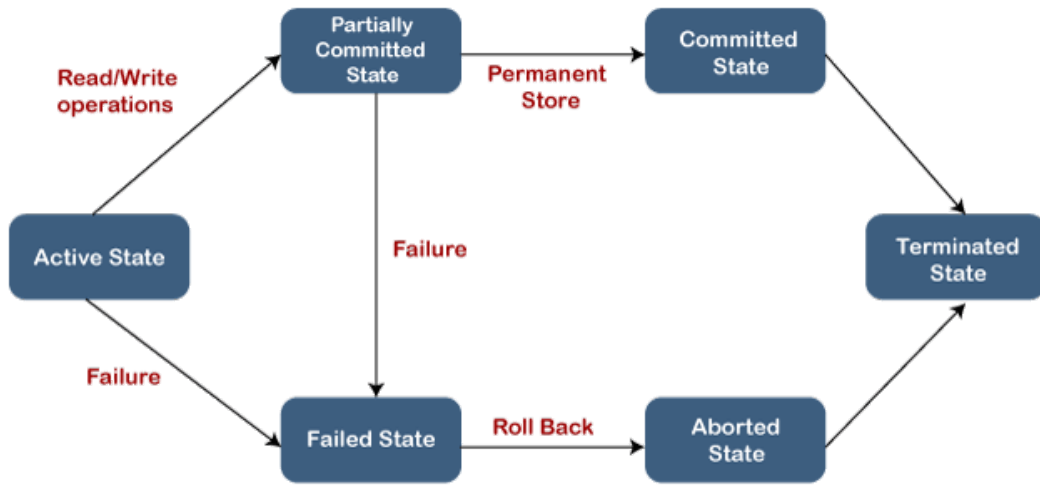 Partially
Committed
State
Committed
State
Read/Write
operations
Permanent
Store
Active State
Failure
Terminated
State
Failure
Failed State
Roll Back
Aborted
State